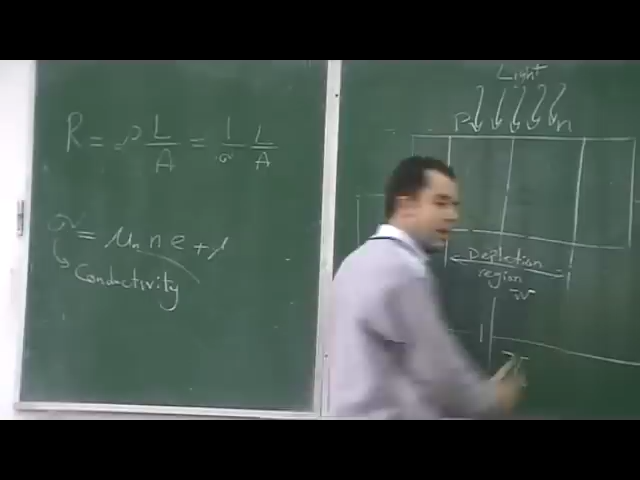 R = ρ L/A = 1/σ L/A
σ = μn n e +
Conductivity
Light
P n
Depletion
region
W